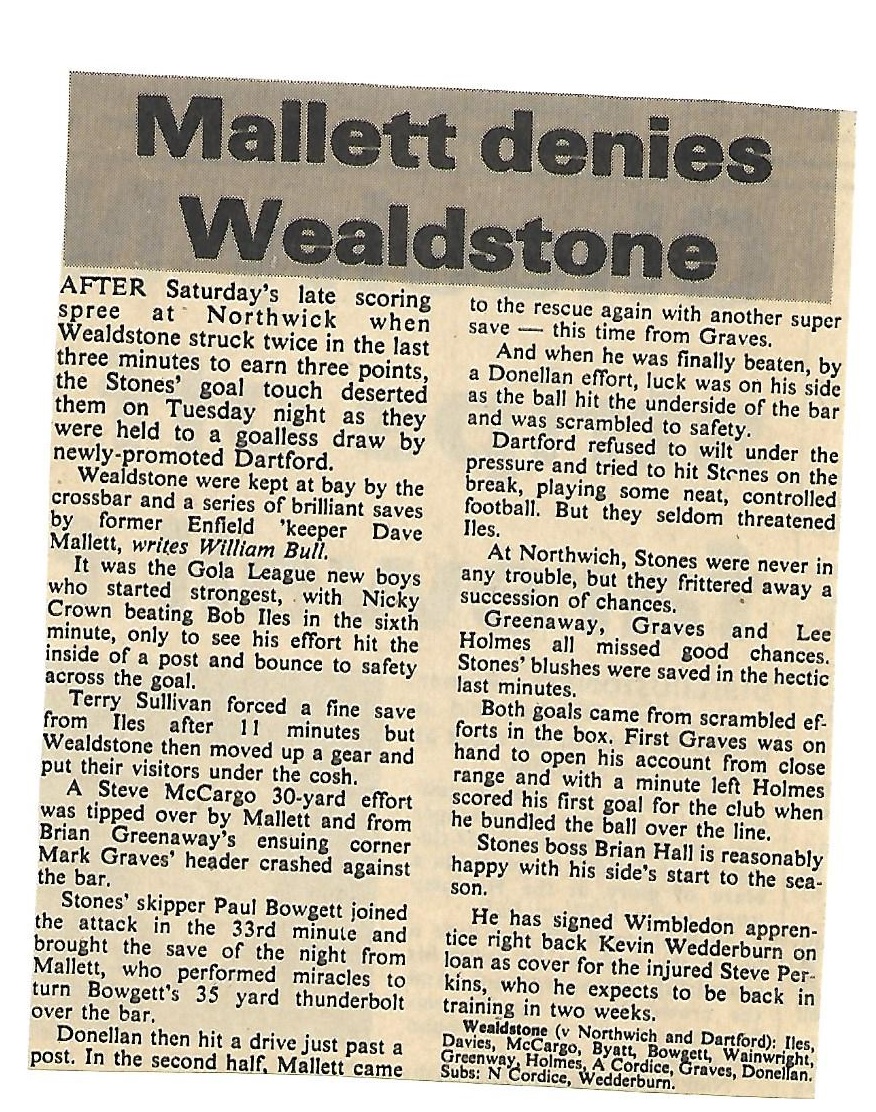 Mallett denies
Wealdstone
AFTER Saturday's late scoring
spree at Northwick when
Wealdstone struck twice in the last
three minutes to earn three points,
the Stones' goal touch deserted
them on Tuesday night as they
were held to a goalless draw by
newly-promoted Dartford.
Wealdstone were kept at bay by the
crossbar and a series of brilliant saves
by former Enfield 'keeper Dave
Mallett, writes William Bull.
It was the Gola League new boys
who started strongest, with Nicky
Crown beating Bob Iles in the sixth
minute, only to see his effort hit the
inside of a post and bounce to safety
across the goal.
Terry Sullivan forced a fine save
from Iles after 11 minutes but
Wealdstone then moved up a gear and
put their visitors under the cosh.
A Steve McCargo 30-yard effort
was tipped over by Mallett and from
Brian Greenaway's ensuing corner
Mark Graves' header crashed against
the bar.
Stones' skipper Paul Bowgett joined
the attack in the 33rd minute and
brought the save of the night from
Mallett, who performed miracles to
turn Bowgett's 35 yard thunderbolt
over the bar.
Donellan then hit a drive just past a
post. In the second half, Mallett came
to the rescue again with another super
save — this time from Graves.
And when he was finally beaten, by
a Donellan effort, luck was on his side
as the ball hit the underside of the bar
and was scrambled to safety.
Dartford refused to wilt under the
pressure and tried to hit Stones on the
break, playing some neat, controlled
football. But they seldom threatened
Iles.
At Northwich, Stones were never in
any trouble, but they frittered away a
succession of chances.
Greenaway, Graves and Lee
Holmes all missed good chances.
Stones' blushes were saved in the hectic
last minutes.
Both goals came from scrambled ef-
forts in the box. First Graves was on
hand to open his account from close
range and with a minute left Holmes
scored his first goal for the club when
he bundled the ball over the line.
Stones boss Brian Hall is reasonably
happy with his side's start to the sea-
son.
He has signed Wimbledon appren-
tice right back Kevin Wedderburn on
loan as cover for the injured Steve Per-
kins, who he expects to be back in
training in two weeks.
Wealdstone (v Northwich and Dartford): Iles,
Davies, McCargo, Byatt, Bowgett, Wainwright,
Greenway, Holmes, A Cordice, Graves, Donellan.
Subs: N Cordice, Wedderburn.